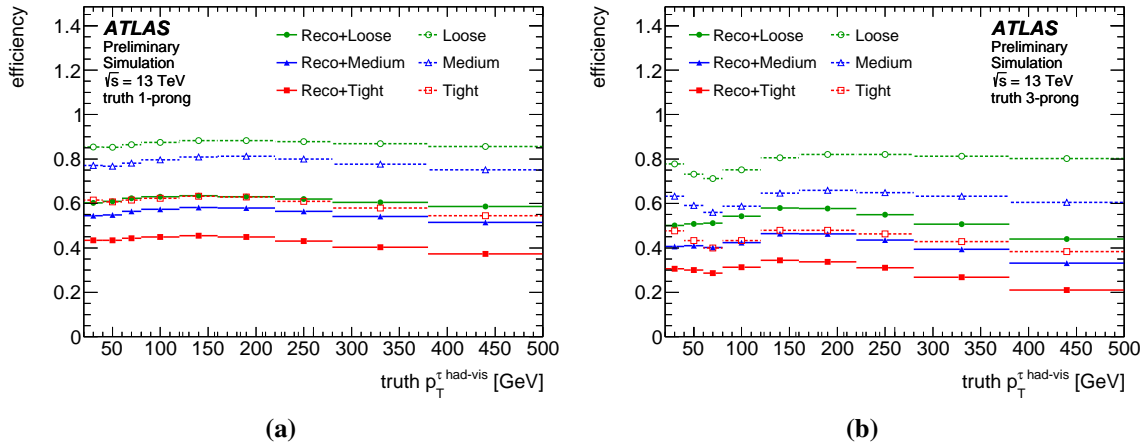 efficiency
1.4
1.2
1
0.8
0.6
0.4
0.2
0
ATLAS
Preliminary
Simulation
√s = 13 TeV
truth 1-prong
Reco+Loose Loose
Reco+Medium Medium
Reco+Tight Tight
50 100 150 200 250 300 350 400 450 500
truth p_T^{τ had-vis} [GeV]
(a)
efficiency
1.4
1.2
1
0.8
0.6
0.4
0.2
0
Reco+Loose Loose
Reco+Medium Medium
Reco+Tight Tight
ATLAS
Preliminary
Simulation
√s = 13 TeV
truth 3-prong
50 100 150 200 250 300 350 400 450 500
truth p_T^{τ had-vis} [GeV]
(b)